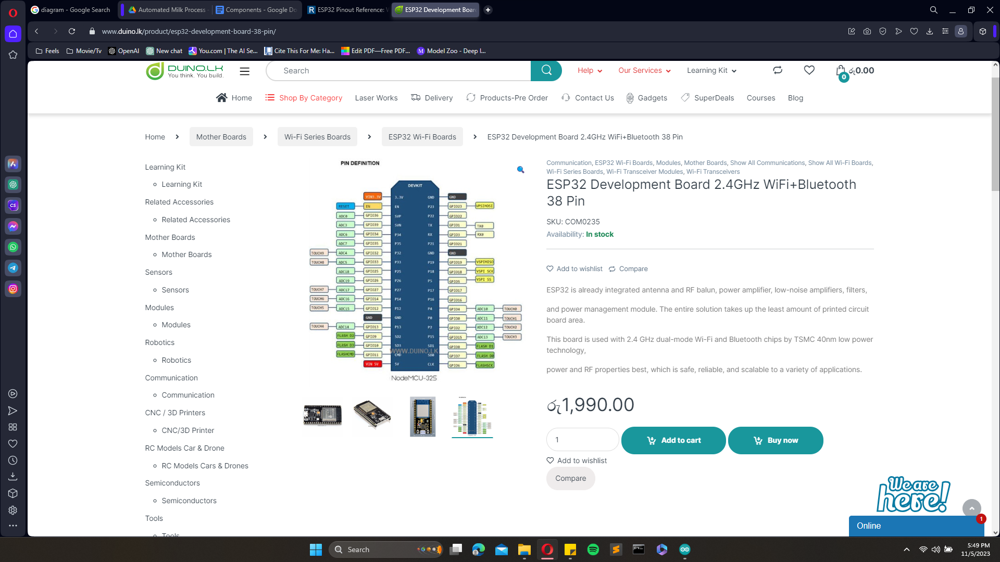 diagram - Google Search
Automated Milk Process -
Components - Google Do
ESP32 Pinout Reference: W
ESP32 Development Boar
www.duino.lk/product/esp32-development-board-38-pin/
Feels
Movie/Tv
OpenAI
New chat
You.com | The AI Se...
Cite This For Me: Ha...
Edit PDF—Free PDF...
Model Zoo - Deep l...
DUINO.LK
You think. You build.
Search
Help
Our Services
Learning Kit
රු0.00
0
Home
Shop By Category
Laser Works
Delivery
Products-Pre Order
Contact Us
Gadgets
SuperDeals
Courses
Blog
Home > Mother Boards > Wi-Fi Series Boards > ESP32 Wi-Fi Boards > ESP32 Development Board 2.4GHz WiFi+Bluetooth 38 Pin
Learning Kit
Learning Kit
Related Accessories
Related Accessories
Mother Boards
Mother Boards
Sensors
Sensors
Modules
Modules
Robotics
Robotics
Communication
Communication
CNC / 3D Printers
CNC/3D Printer
RC Models Car & Drone
RC Models Cars & Drones
Semiconductors
Semiconductors
Tools
Tools
PIN DEFINITION
DEVKIT
VIN3.3V 3.3V GND GND
RESET EN EN P23 GPIO23 VPSIMOSI
ADC0 GPIO36 SVP P22 GPIO22
ADC3 GPIO39 SVN TX GPIO1 TX0
ADC6 GPIO34 P34 RX GPIO3 RX0
ADC7 GPIO35 P35 P21 GPIO21
TOUCH9 ADC4 GPIO32 P32 GND GND
TOUCH8 ADC5 GPIO33 P33 P19 GPIO19 VSPIMISO
ADC18 GPIO25 P25 P18 GPIO18 VSPI SCK
ADC19 GPIO26 P26 P5 GPIO5 VSPI SS
TOUCH7 ADC17 GPIO27 P27 P17 GPIO17
TOUCH6 ADC16 GPIO14 P14 P16 GPIO16
TOUCH5 ADC15 GPIO12 P12 P4 GPIO4 ADC10 TOUCH0
GND GND P0 GPIO0 ADC11 TOUCH1
TOUCH4 ADC14 GPIO13 P13 P2 GPIO2 ADC12 TOUCH2
FLASH D2 GPIO9 SD2 P15 GPIO15 ADC13 TOUCH3
FLASH D3 GPIO10 SD3 SD1 GPIO8 FLASH D1
FLASHCMD GPIO11 CMD SD0 GPIO7 FLASH D0
VIN 5V 5V CLK GPIO6 FLASHSCK
WWW.DUINO.LK
NodeMCU-32S
Communication, ESP32 Wi-Fi Boards, Modules, Mother Boards, Show All Communications, Show All Wi-Fi Boards,
Wi-Fi Series Boards, Wi-Fi Transceiver Modules, Wi-Fi Transceivers
ESP32 Development Board 2.4GHz WiFi+Bluetooth
38 Pin
SKU: COM0235
Availability: In stock
Add to wishlist
Compare
ESP32 is already integrated antenna and RF balun, power amplifier, low-noise amplifiers, filters,
and power management module. The entire solution takes up the least amount of printed circuit
board area.
This board is used with 2.4 GHz dual-mode Wi-Fi and Bluetooth chips by TSMC 40nm low power
technology,
power and RF properties best, which is safe, reliable, and scalable to a variety of applications.
රු1,990.00
1
Add to cart
Buy now
Add to wishlist
Compare
We are
here!
Online
1
Search
5:49 PM
11/5/2023